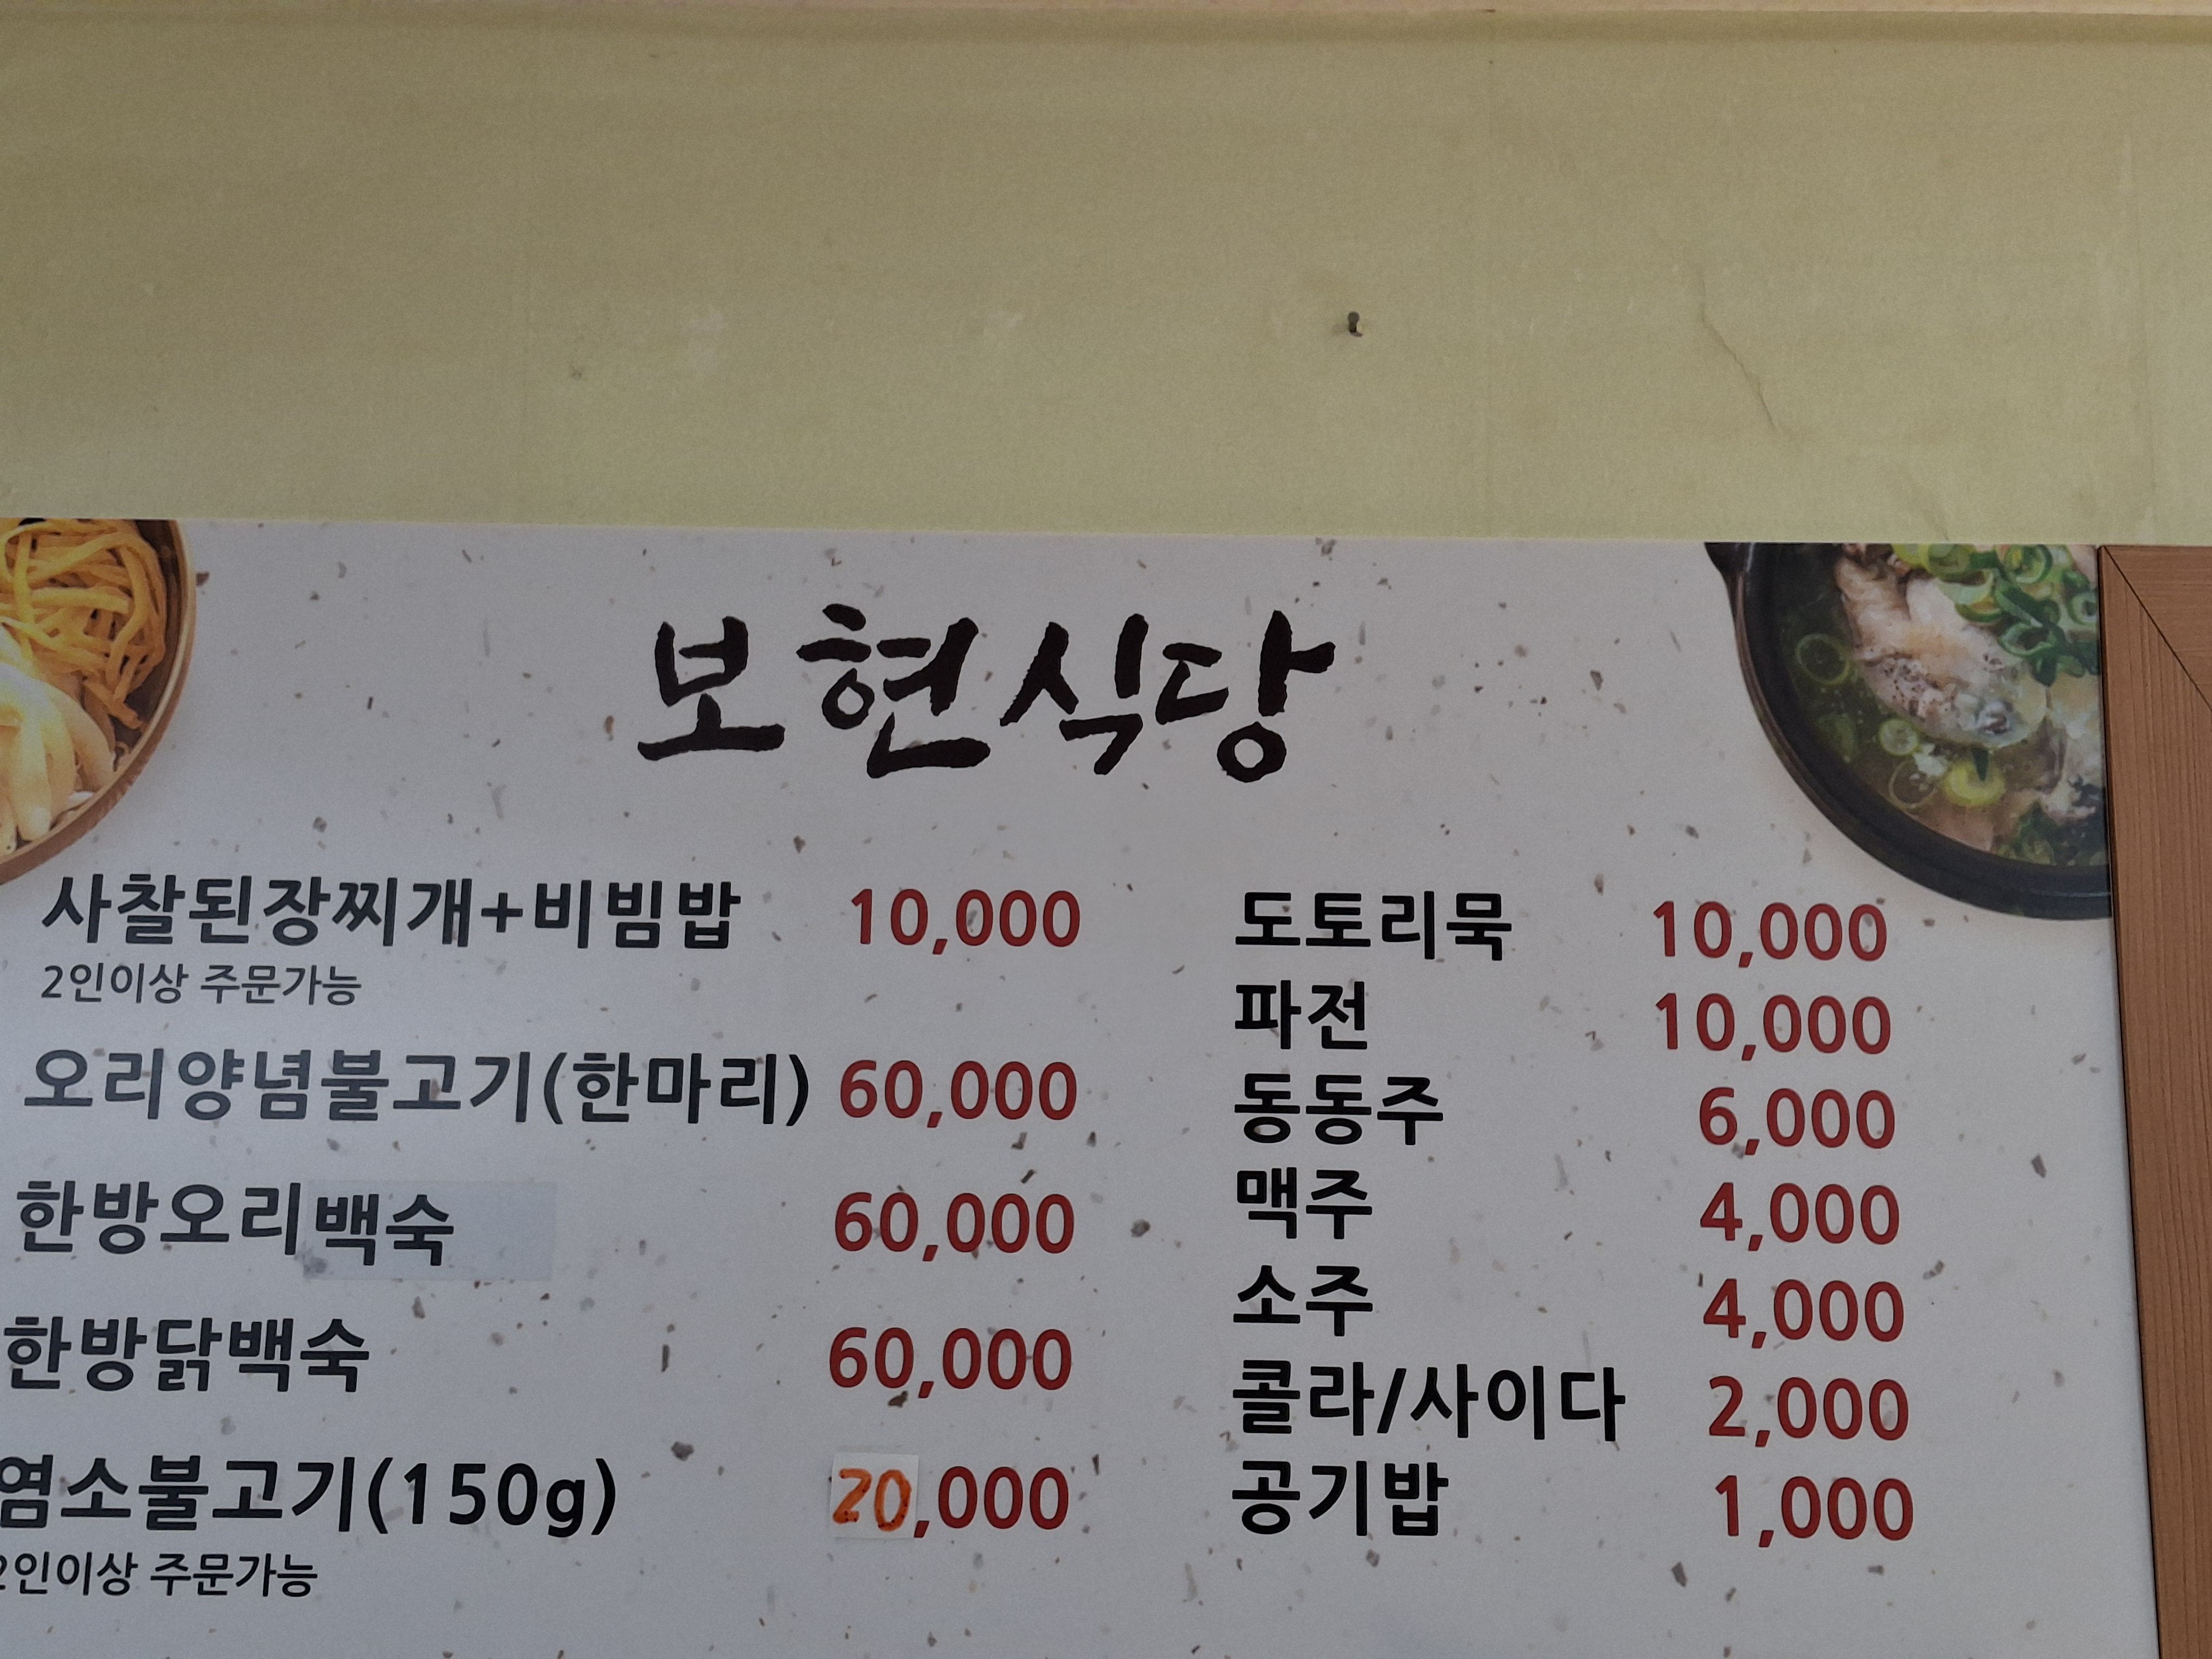 보현식당
사찰된장찌개+비빔밥 10,000
2인이상 주문가능
오리양념불고기(한마리) 60,000
한방오리백숙 60,000
한방닭백숙 60,000
염소불고기(150g) 20,000
2인이상 주문가능
도토리묵 10,000
파전 10,000
동동주 6,000
맥주 4,000
소주 4,000
콜라/사이다 2,000
공기밥 1,000